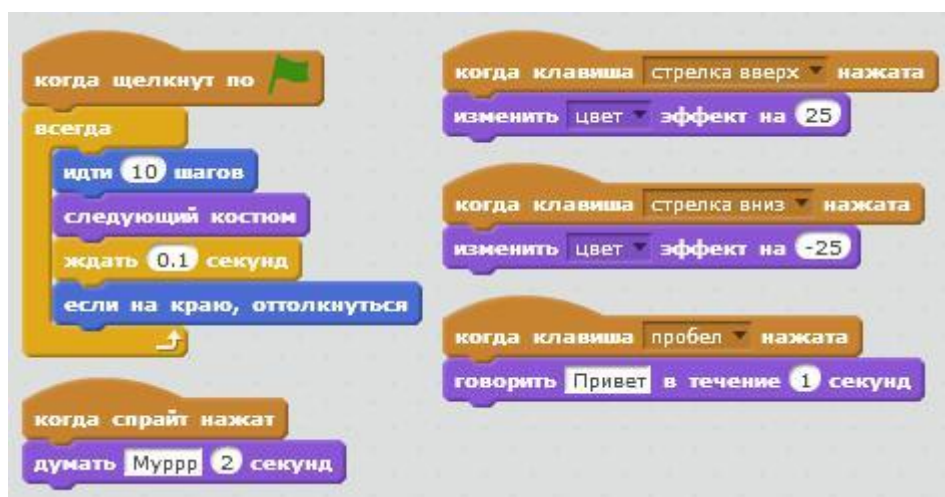 когда щелкнут по
всегда
идти 10 шагов
следующий костюм
ждать 0.1 секунд
если на краю, оттолкнуться
когда спрайт нажат
думать Муррр 2 секунд
когда клавиша стрелка вверх нажата
изменить цвет эффект на 25
когда клавиша стрелка вниз нажата
изменить цвет эффект на -25
когда клавиша пробел нажата
говорить Привет в течение 1 секунд